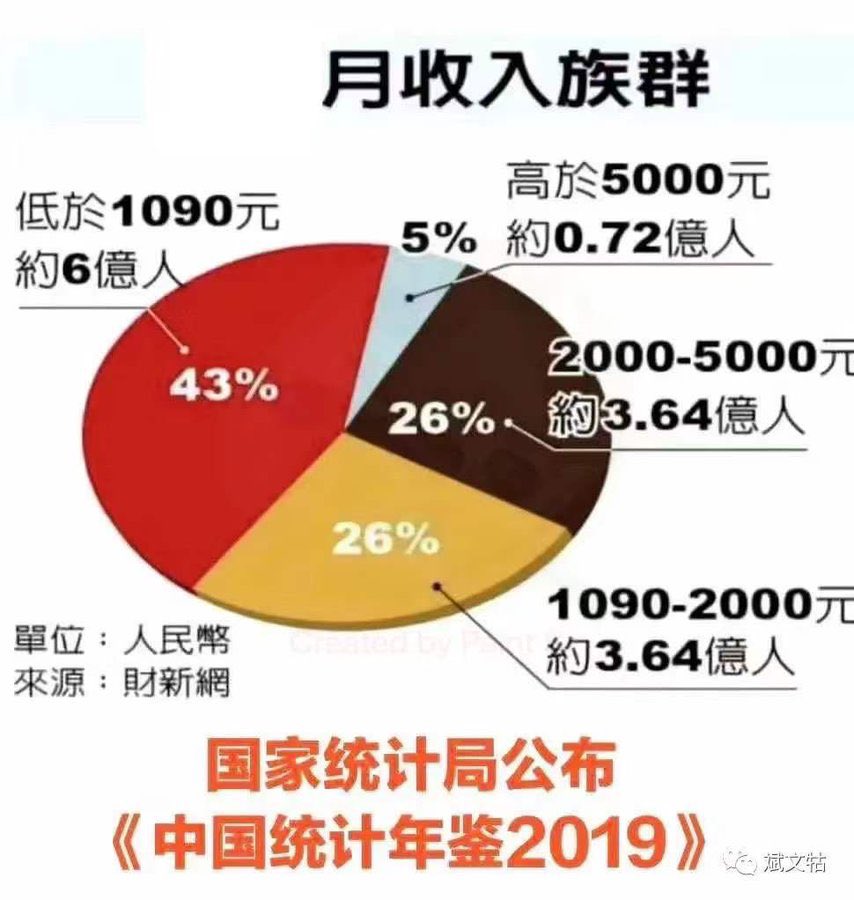 月收入族群
低於1090元
約6億人
43%
5%
高於5000元
約0.72億人
2000-5000元
約3.64億人
26%
26%
1090-2000元
約3.64億人
單位：人民幣
來源：財新網
Created by Point
国家统计局公布
《中国统计年鉴2019》
斌文牯